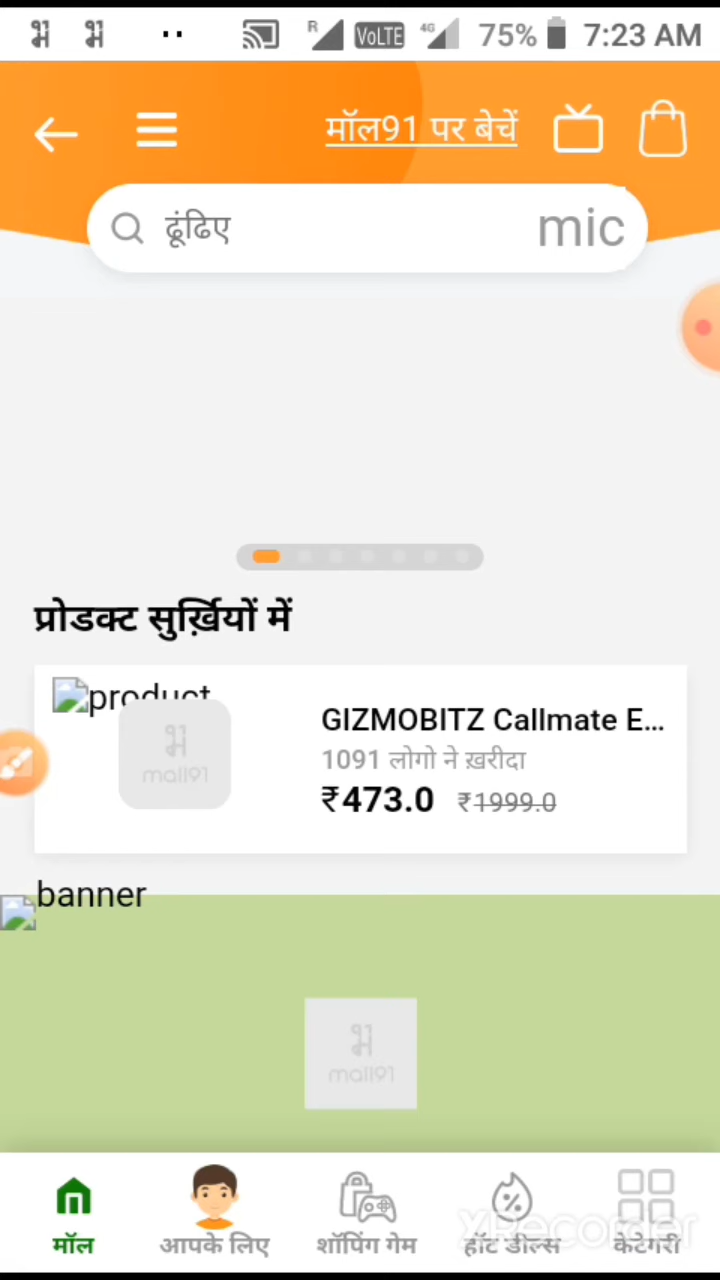 R VoLTE 4G 75% 7:23 AM
मॉल91 पर बेचें
ढूंढिए mic
प्रोडक्ट सुर्ख़ियों में
product
mall91
GIZMOBITZ Callmate E...
1091 लोगो ने ख़रीदा
₹473.0 ₹1999.0
banner
mall91
मॉल आपके लिए शॉपिंग गेम हॉट डील्स केटेगरी
XRecorder